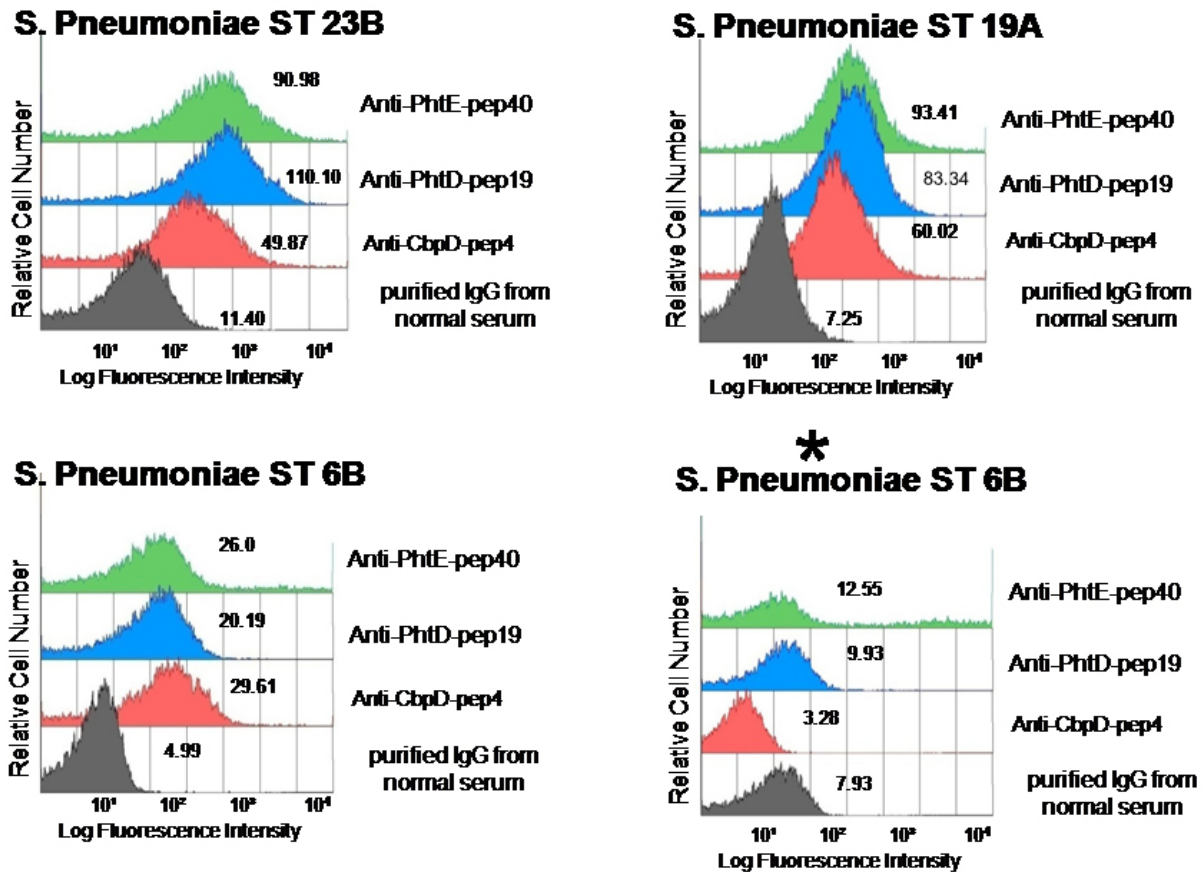 S. Pneumoniae ST 23B
Relative Cell Number
90.98
Anti-PhtE-pep40
110.10
Anti-PhtD-pep19
49.87
Anti-CbpD-pep4
11.40
purified IgG from
normal serum
10¹ 10² 10³ 10⁴
Log Fluorescence Intensity
S. Pneumoniae ST 19A
Relative Cell Number
93.41
Anti-PhtE-pep40
83.34
Anti-PhtD-pep19
60.02
Anti-CbpD-pep4
7.25
purified IgG from
normal serum
10¹ 10² 10³ 10⁴
Log Fluorescence Intensity
S. Pneumoniae ST 6B
Relative Cell Number
26.0
Anti-PhtE-pep40
20.19
Anti-PhtD-pep19
29.61
Anti-CbpD-pep4
4.99
purified IgG from
normal serum
10¹ 10² 10³ 10⁴
Log Fluorescence Intensity
*
S. Pneumoniae ST 6B
Relative Cell Number
12.55
Anti-PhtE-pep40
9.93
Anti-PhtD-pep19
3.28
Anti-CbpD-pep4
7.93
purified IgG from
normal serum
10¹ 10² 10³ 10⁴
Log Fluorescence Intensity